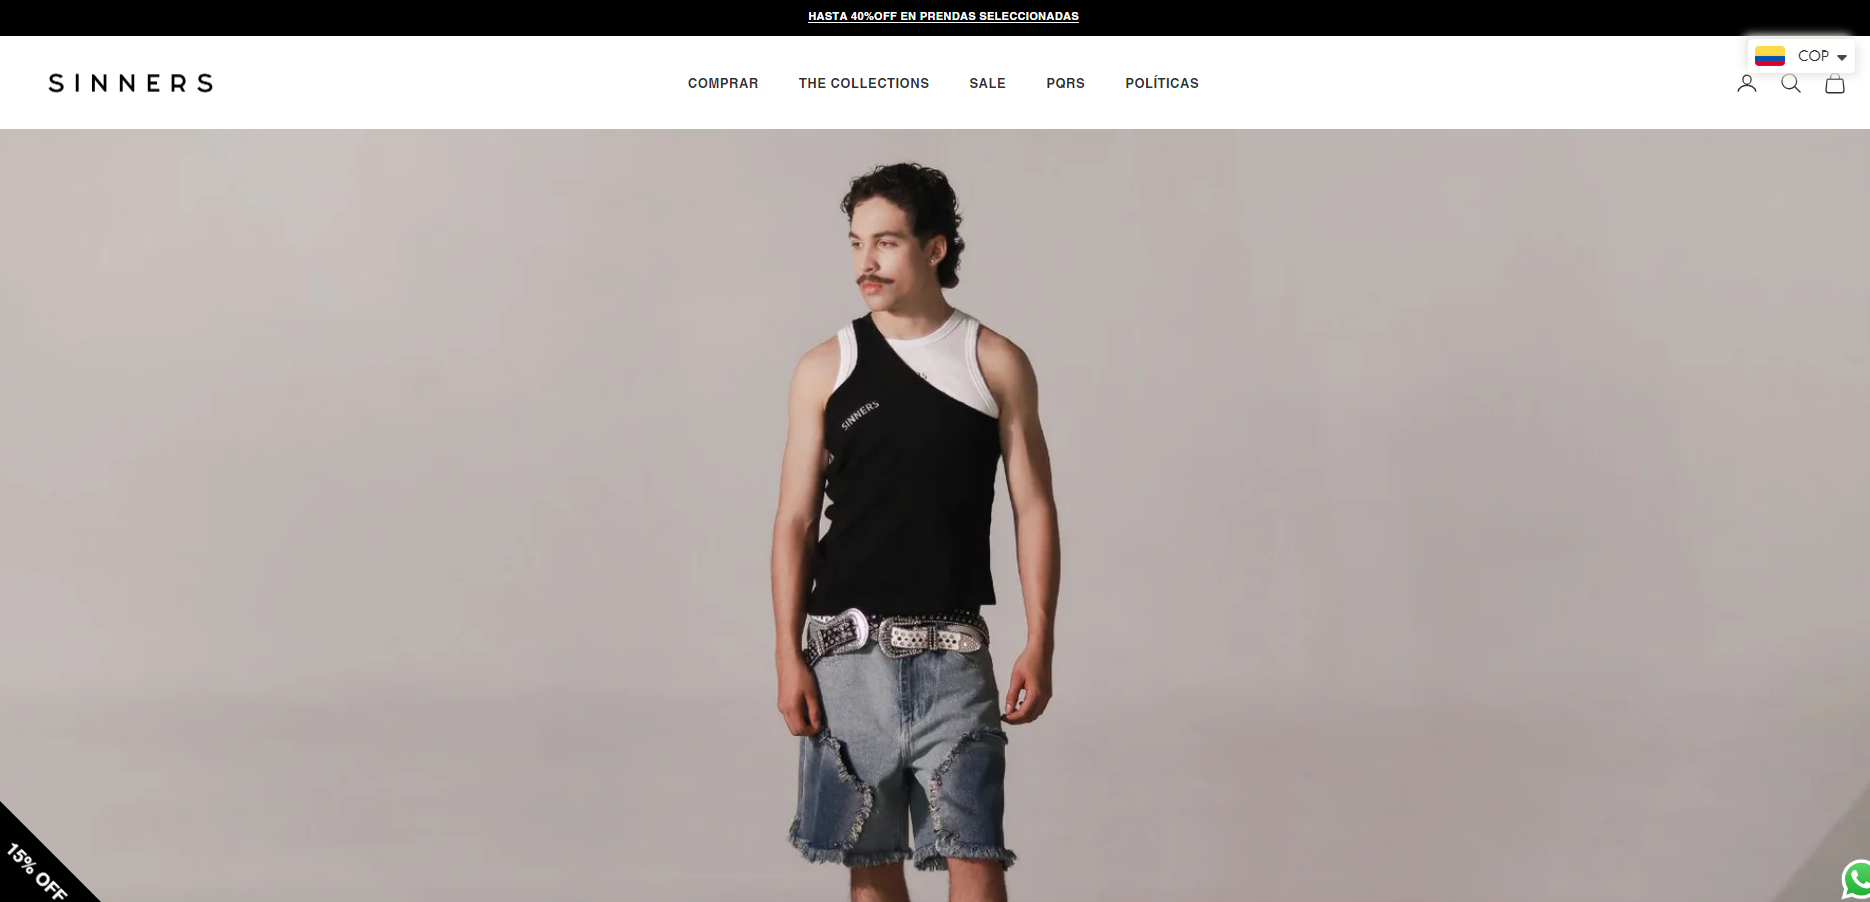 HASTA 40%OFF EN PRENDAS SELECCIONADAS
COP
SINNERS
COMPRAR THE COLLECTIONS SALE PQRS POLÍTICAS
SINNERS
15% OFF